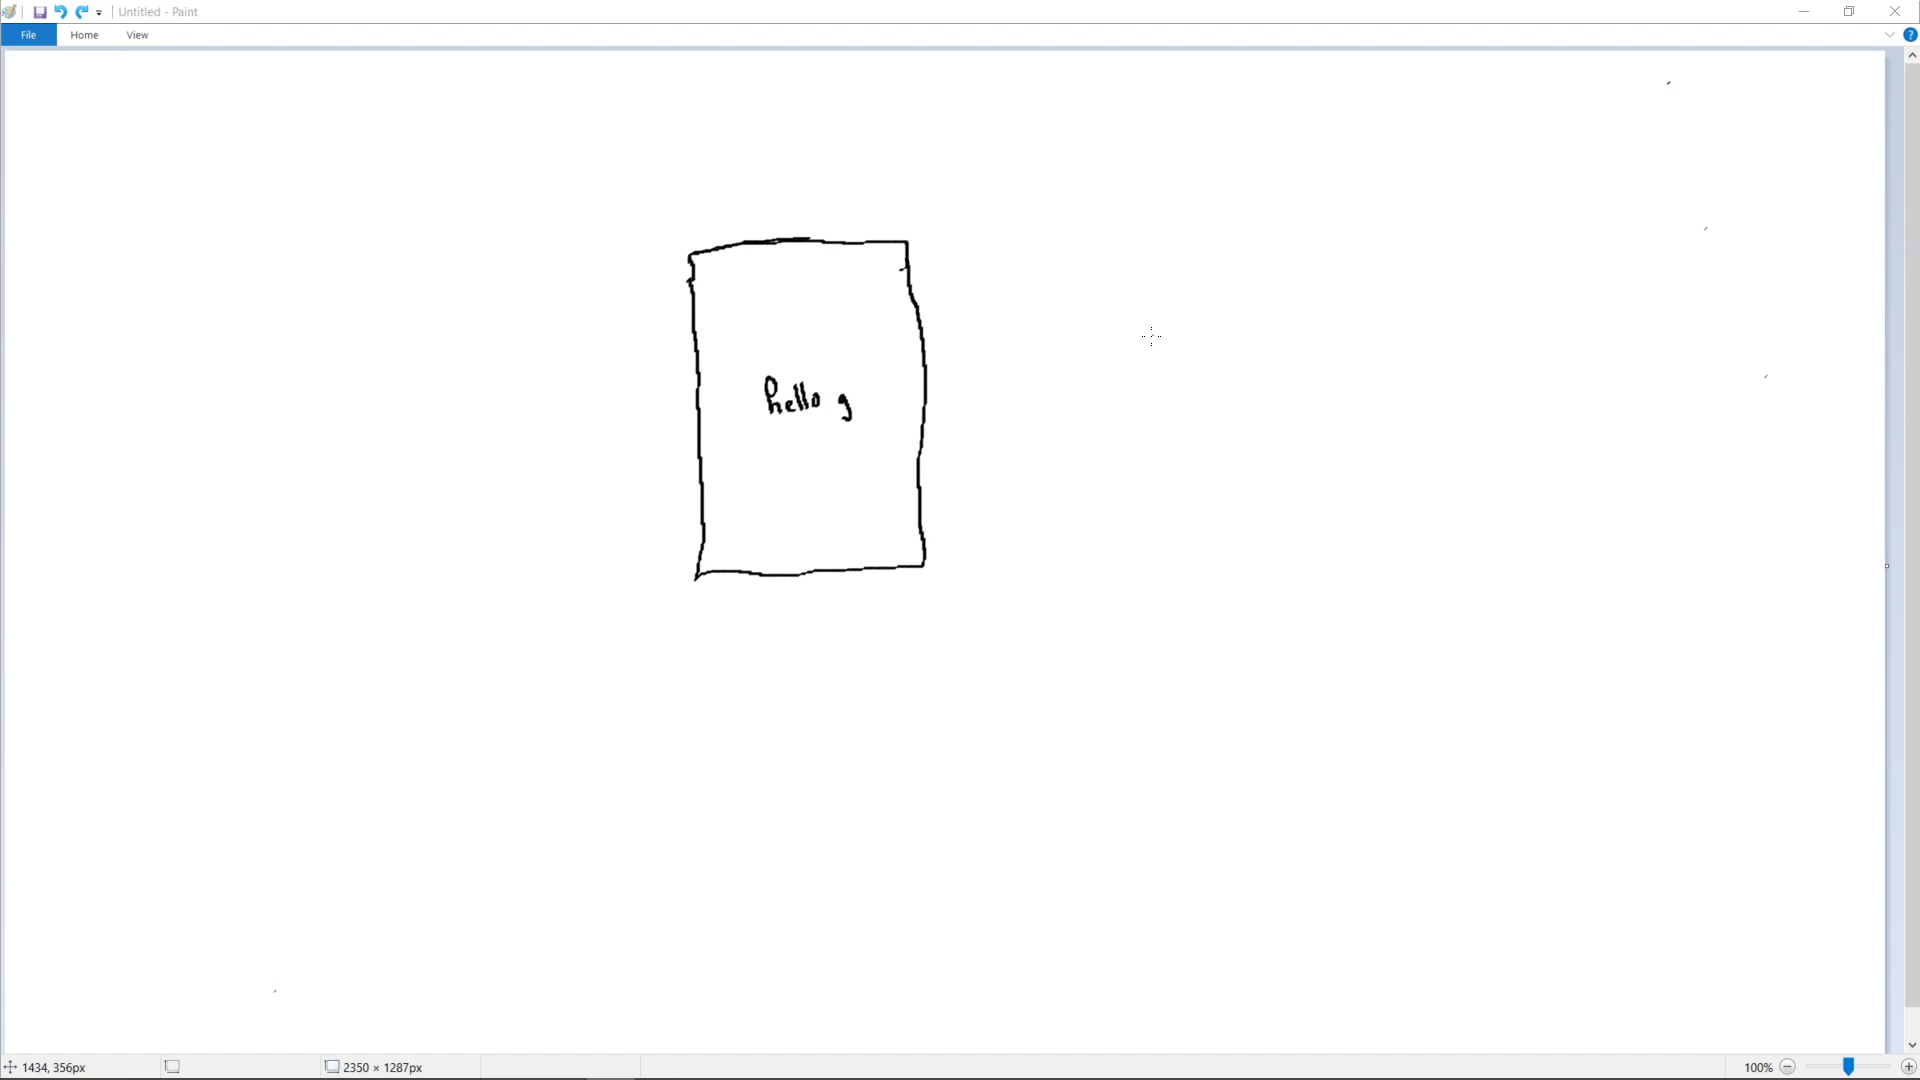 Untitled - Paint
File Home View
hello g
1434, 356px 2350 × 1287px 100%